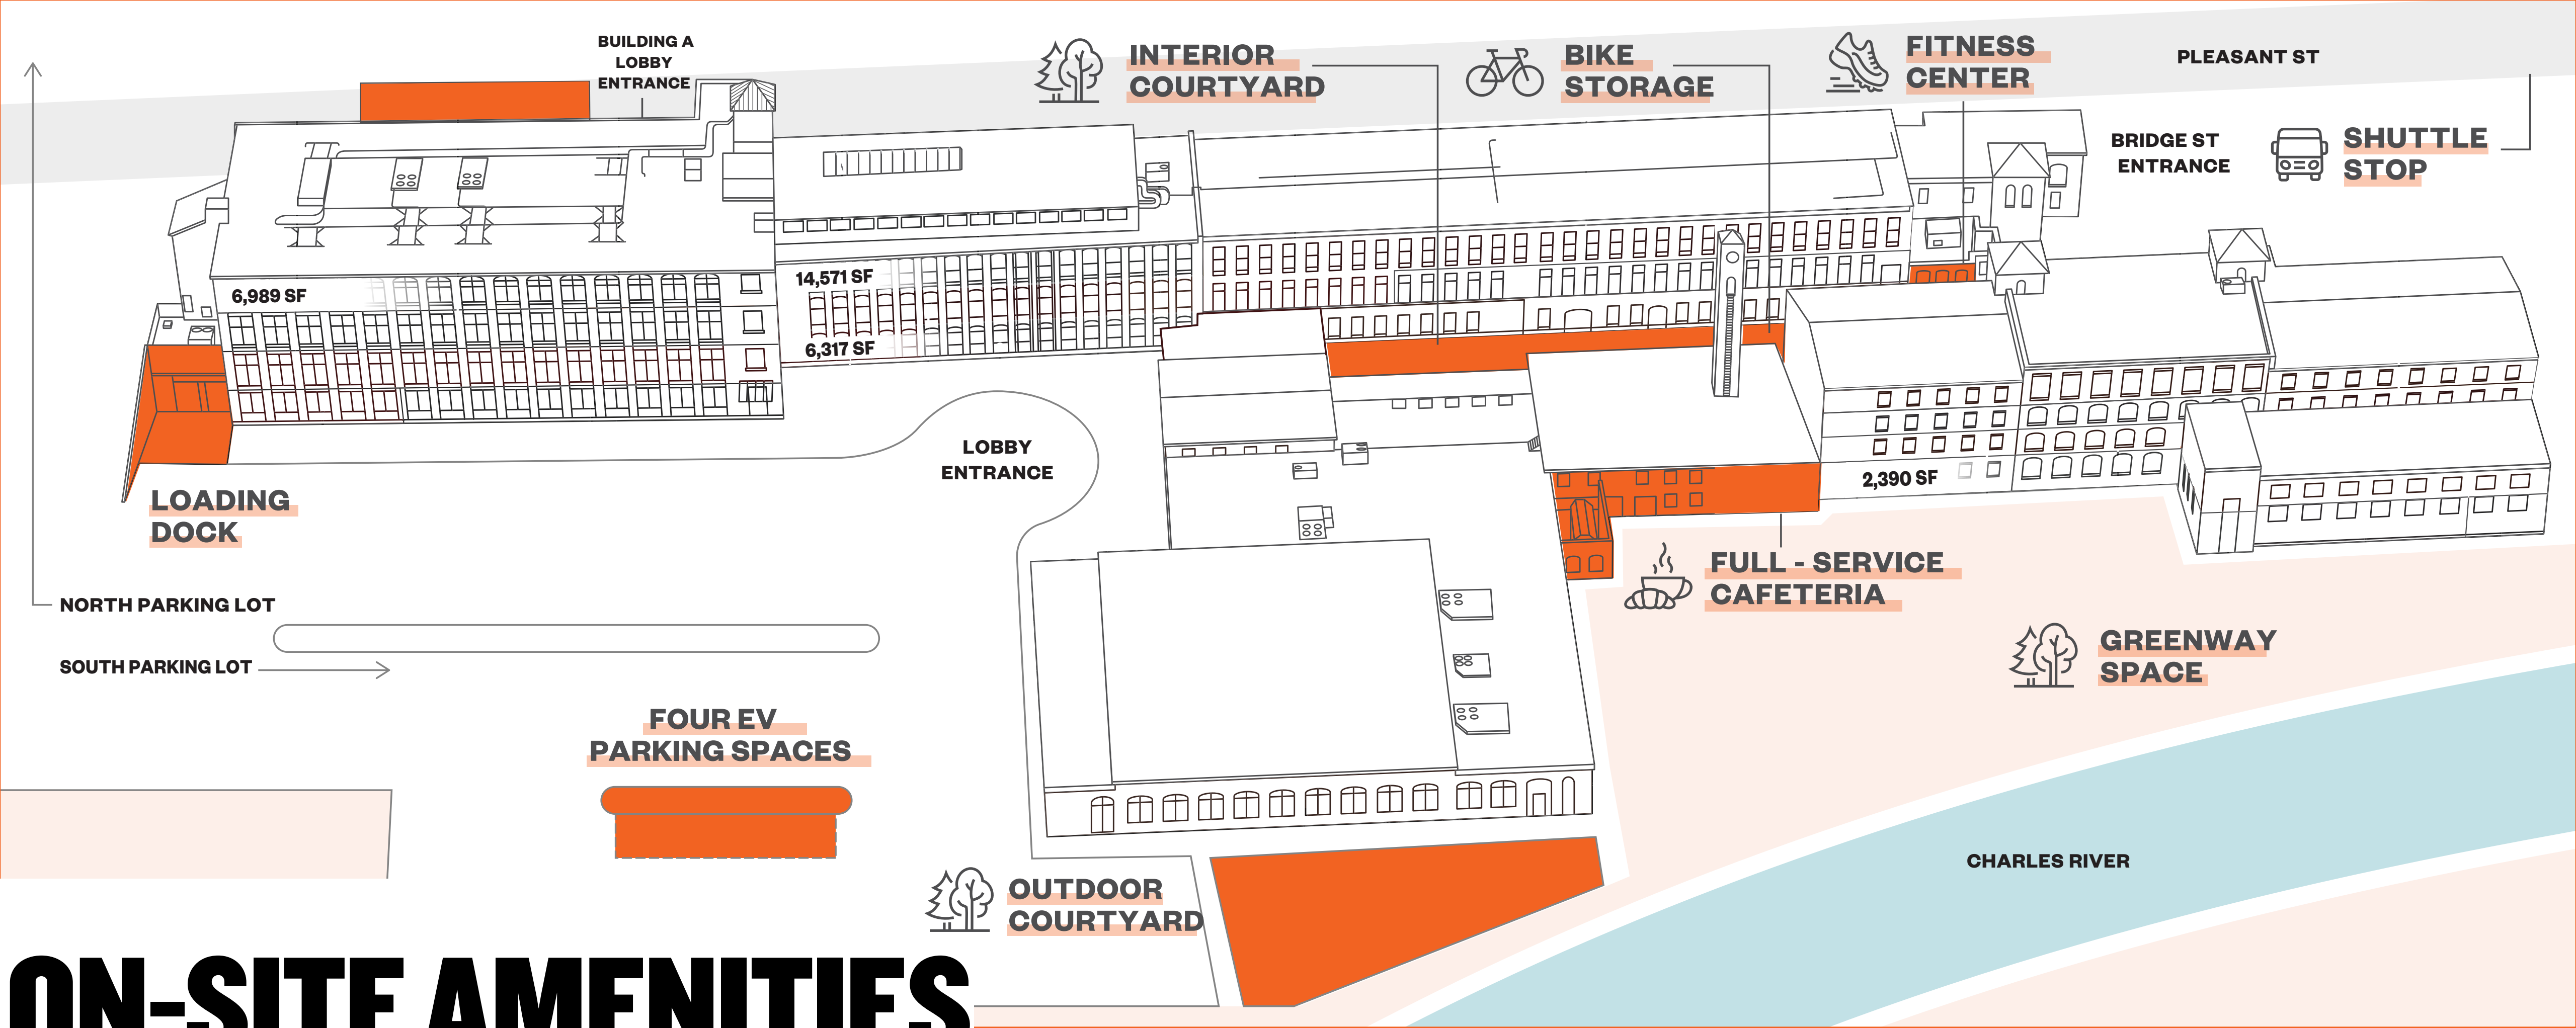 BUILDING A
LOBBY
ENTRANCE
INTERIOR
COURTYARD
BIKE
STORAGE
FITNESS
CENTER
PLEASANT ST
BRIDGE ST
ENTRANCE
SHUTTLE
STOP
6,989 SF
14,571 SF
6,317 SF
LOBBY
ENTRANCE
2,390 SF
LOADING
DOCK
FULL - SERVICE
CAFETERIA
NORTH PARKING LOT
SOUTH PARKING LOT
GREENWAY
SPACE
FOUR EV
PARKING SPACES
CHARLES RIVER
OUTDOOR
COURTYARD
ON-SITE AMENITIES